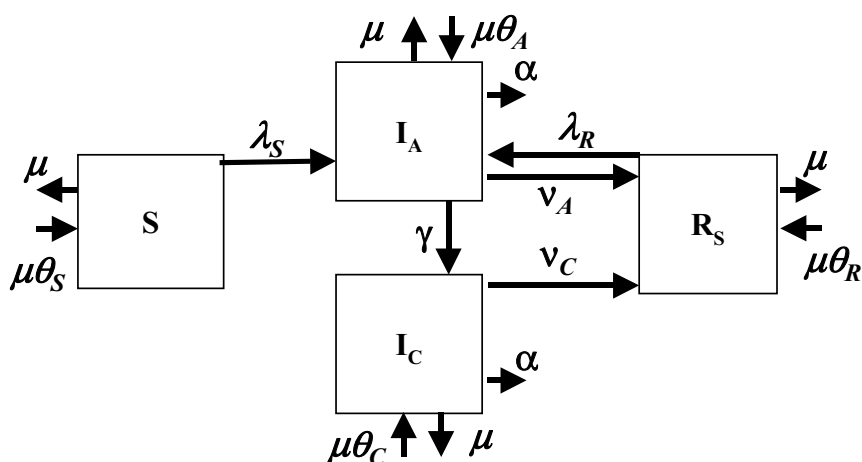 μ μθ_A
α
λ_S I_A λ_R
μ ν_A μ
S R_S
μθ_S γ ν_C μθ_R
I_C α
μθ_C μ